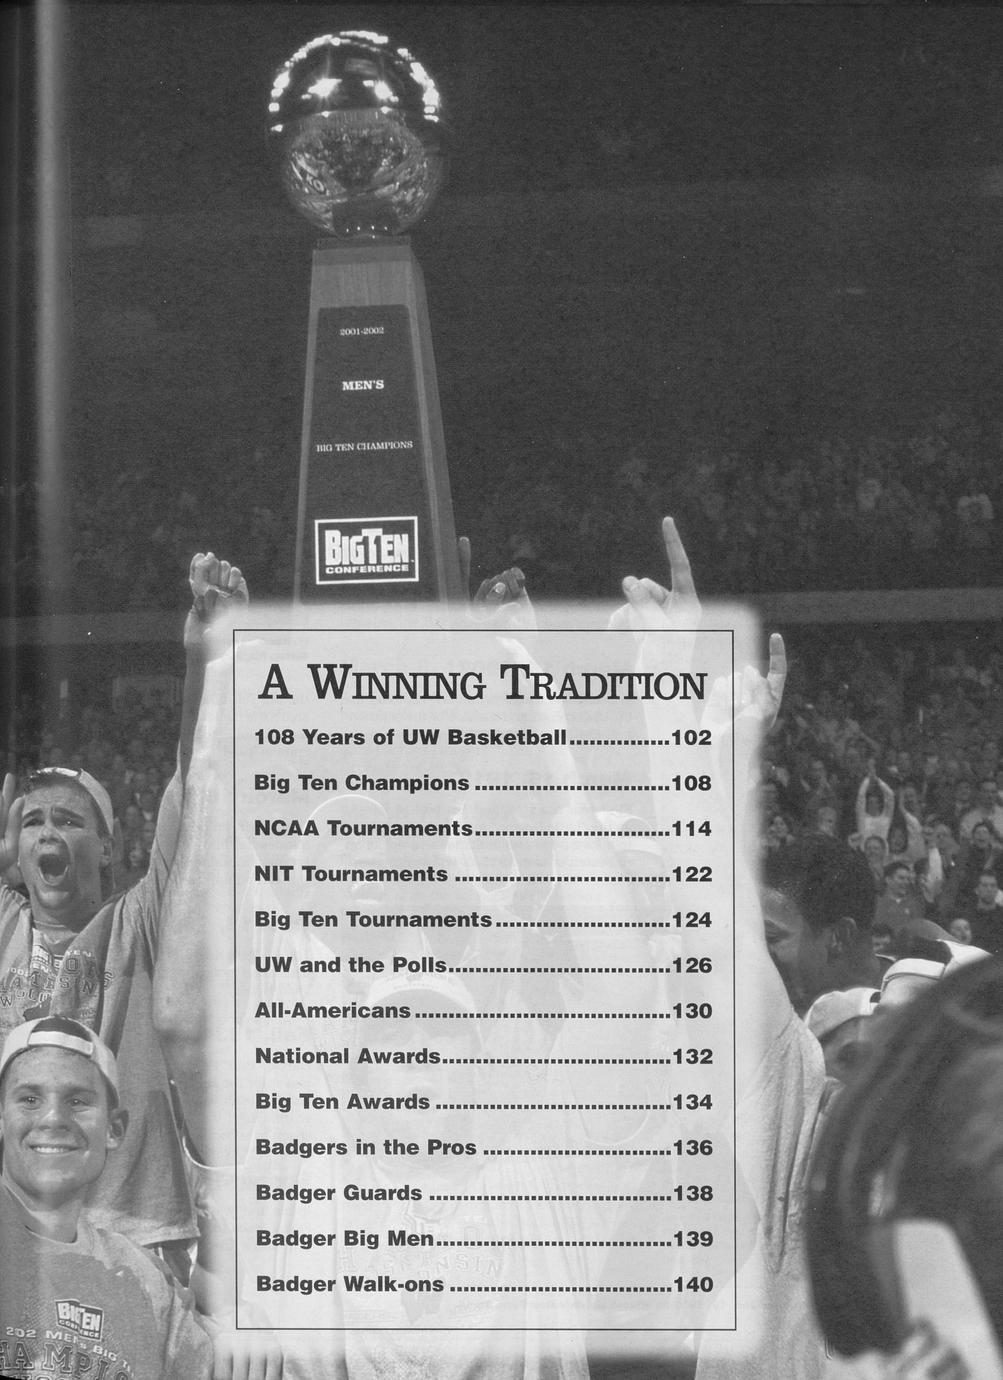 2001-2002
MEN'S
BIG TEN CHAMPIONS
BIGTEN
CONFERENCE
A WINNING TRADITION
108 Years of UW Basketball...............102
Big Ten Champions .............................108
NCAA Tournaments.............................114
NIT Tournaments ................................122
Big Ten Tournaments..........................124
UW and the Polls.................................126
All-Americans ......................................130
National Awards..................................132
Big Ten Awards ...................................134
Badgers in the Pros ............................136
Badger Guards ....................................138
Badger Big Men...................................139
Badger Walk-ons .................................140
BIGTEN
CONFERENCE
MEN'S BIG